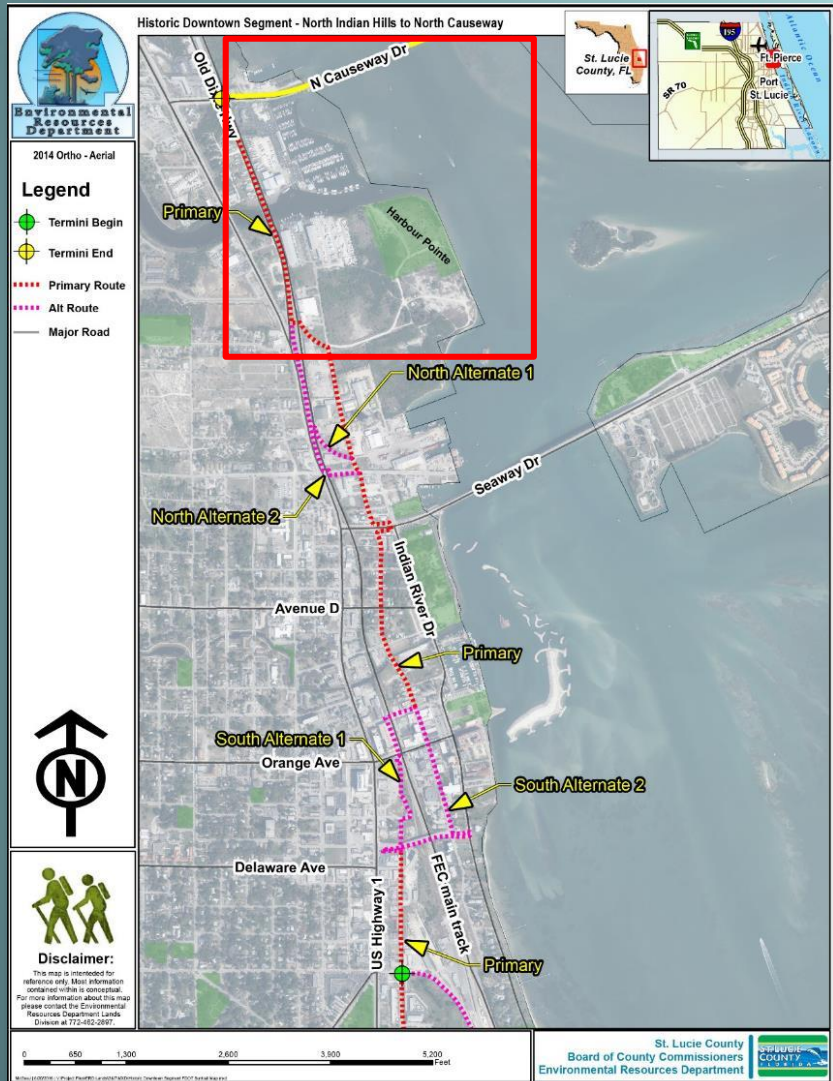 Historic Downtown Segment - North Indian Hills to North Causeway
Environmental
Resources
Department
2014 Ortho - Aerial
Legend
Termini Begin
Termini End
Primary Route
Alt Route
Major Road
Old Dixie Hwy
N Causeway Dr
St. Lucie
County, FL
I95
Ft. Pierce
Port
St. Lucie
SR 70
Atlantic
Ocean
Primary
Harbour
Pointe
North Alternate 1
North Alternate 2
Seaway Dr
Indian River Dr
Avenue D
Primary
South Alternate 1
Orange Ave
South Alternate 2
Delaware Ave
US Highway 1
FEC main track
Primary
N
Disclaimer:
This map is inteneded for
reference only. Most information
contained within is conceptual.
For more information about this map
please contact the Environmental
Resources Department Lands
Division at 772-462-2897.
0 650 1,300 2,600 3,900 5,200
Feet
St. Lucie County
Board of County Commissioners
Environmental Resources Department
ST. LUCIE
COUNTY
FLORIDA